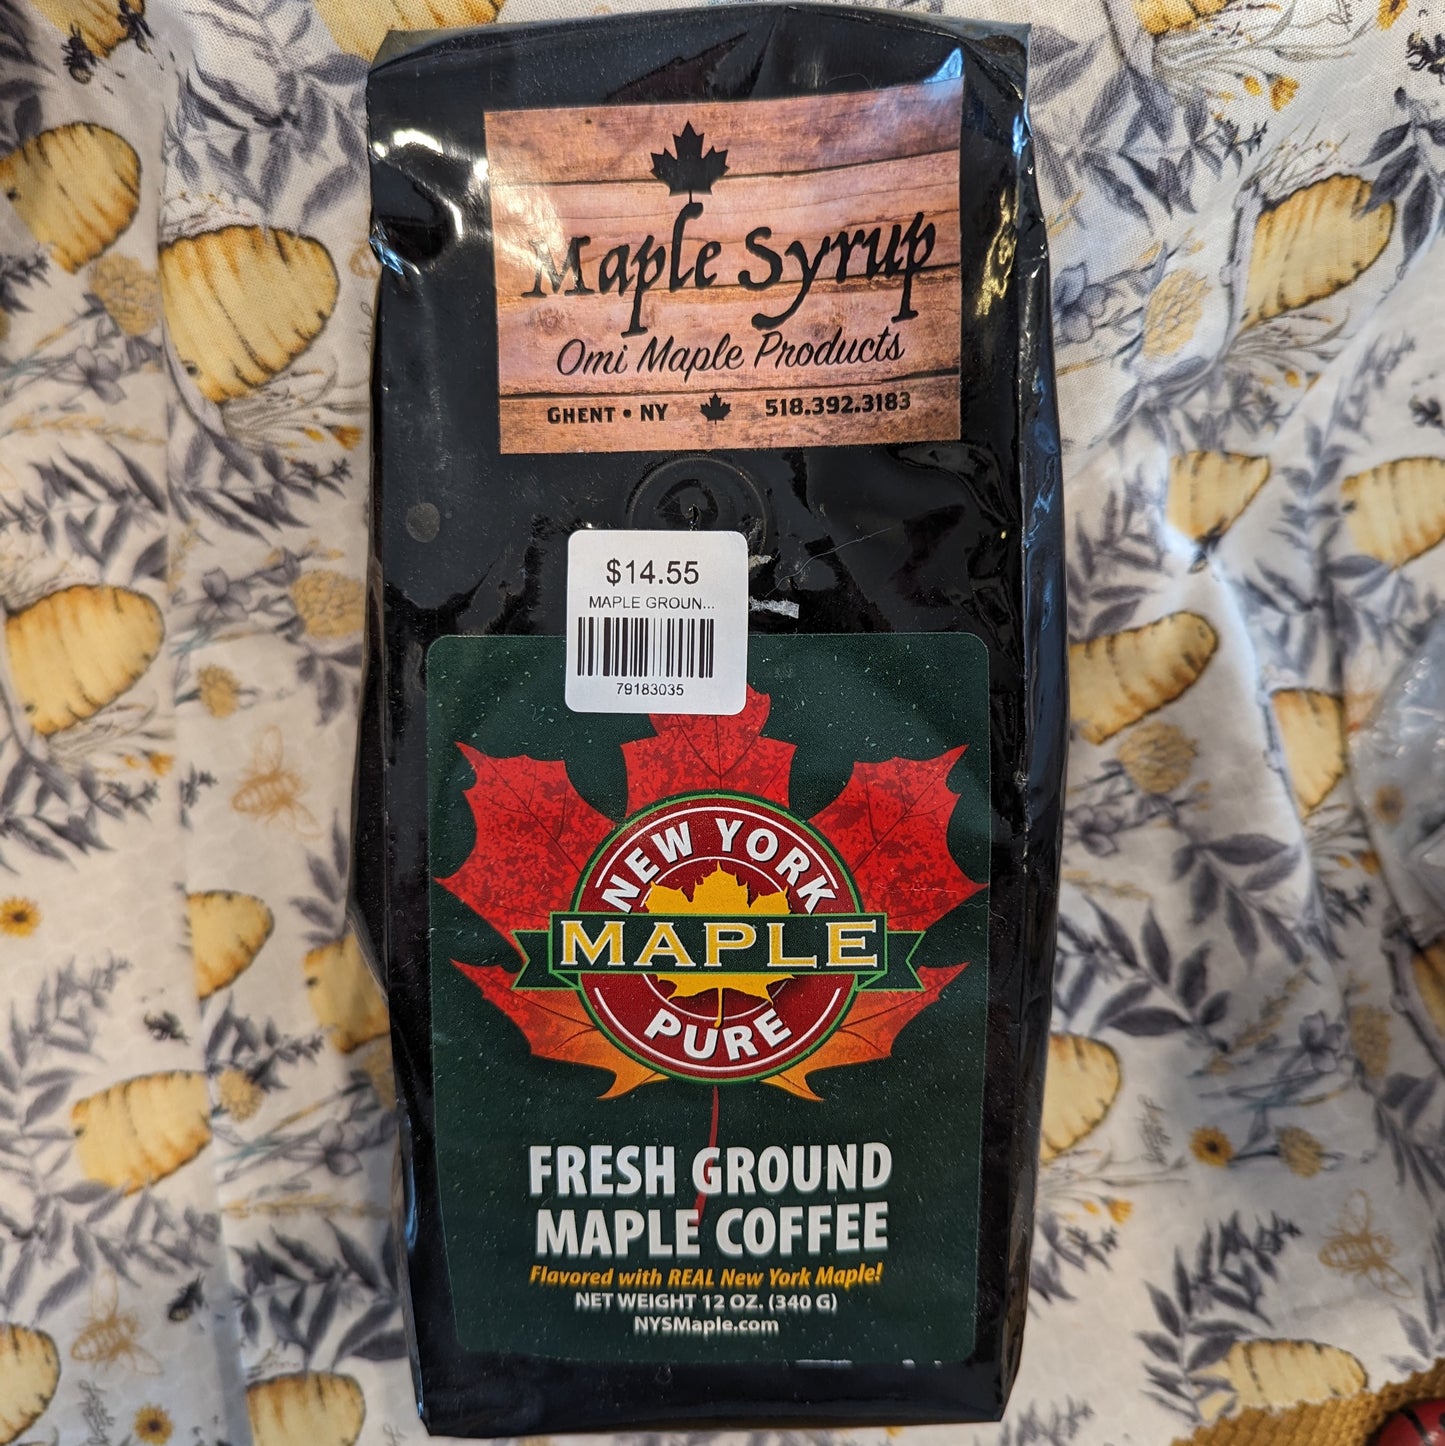 Maple Syrup
Omi Maple Products
GHENT • NY 518.392.3183
$14.55
MAPLE GROUN...
79183035
NEW YORK
MAPLE
PURE
FRESH GROUND
MAPLE COFFEE
Flavored with REAL New York Maple!
NET WEIGHT 12 OZ. (340 G)
NYSMaple.com